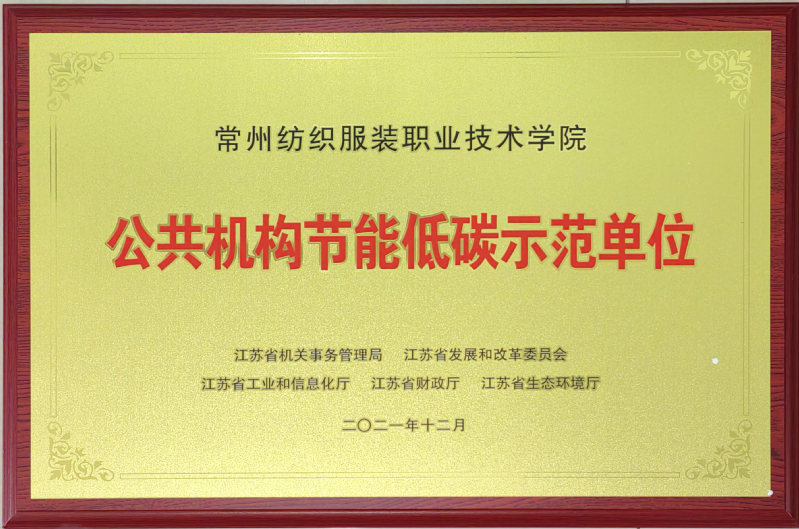 常州纺织服装职业技术学院
公共机构节能低碳示范单位
江苏省机关事务管理局 江苏省发展和改革委员会
江苏省工业和信息化厅 江苏省财政厅 江苏省生态环境厅
二〇二一年十二月